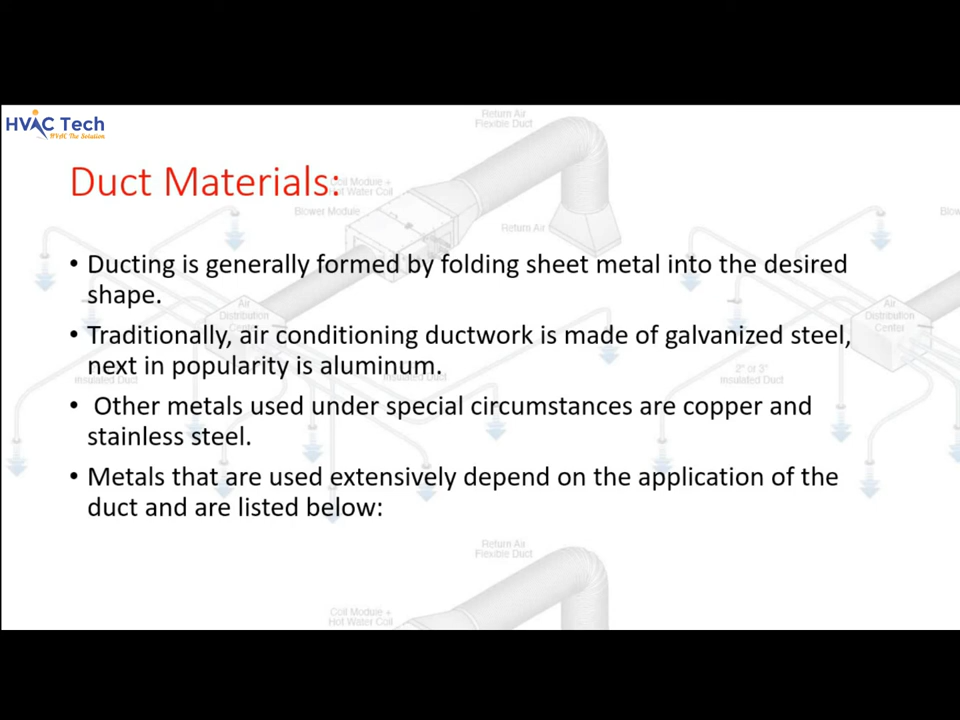 HVAC Tech
HVAC The Solution
Return Air
Flexible Duct
Duct Materials:
Coil Module +
Hot Water Coil
Blower Module
Return Air
• Ducting is generally formed by folding sheet metal into the desired
shape.
Air
Distribution
Center
Air
Distribution
Center
• Traditionally, air conditioning ductwork is made of galvanized steel,
next in popularity is aluminum.
Insulated Duct
Insulated Duct
2" or 3"
Insulated Duct
• Other metals used under special circumstances are copper and
stainless steel.
• Metals that are used extensively depend on the application of the
duct and are listed below:
Return Air
Flexible Duct
Coil Module +
Hot Water Coil